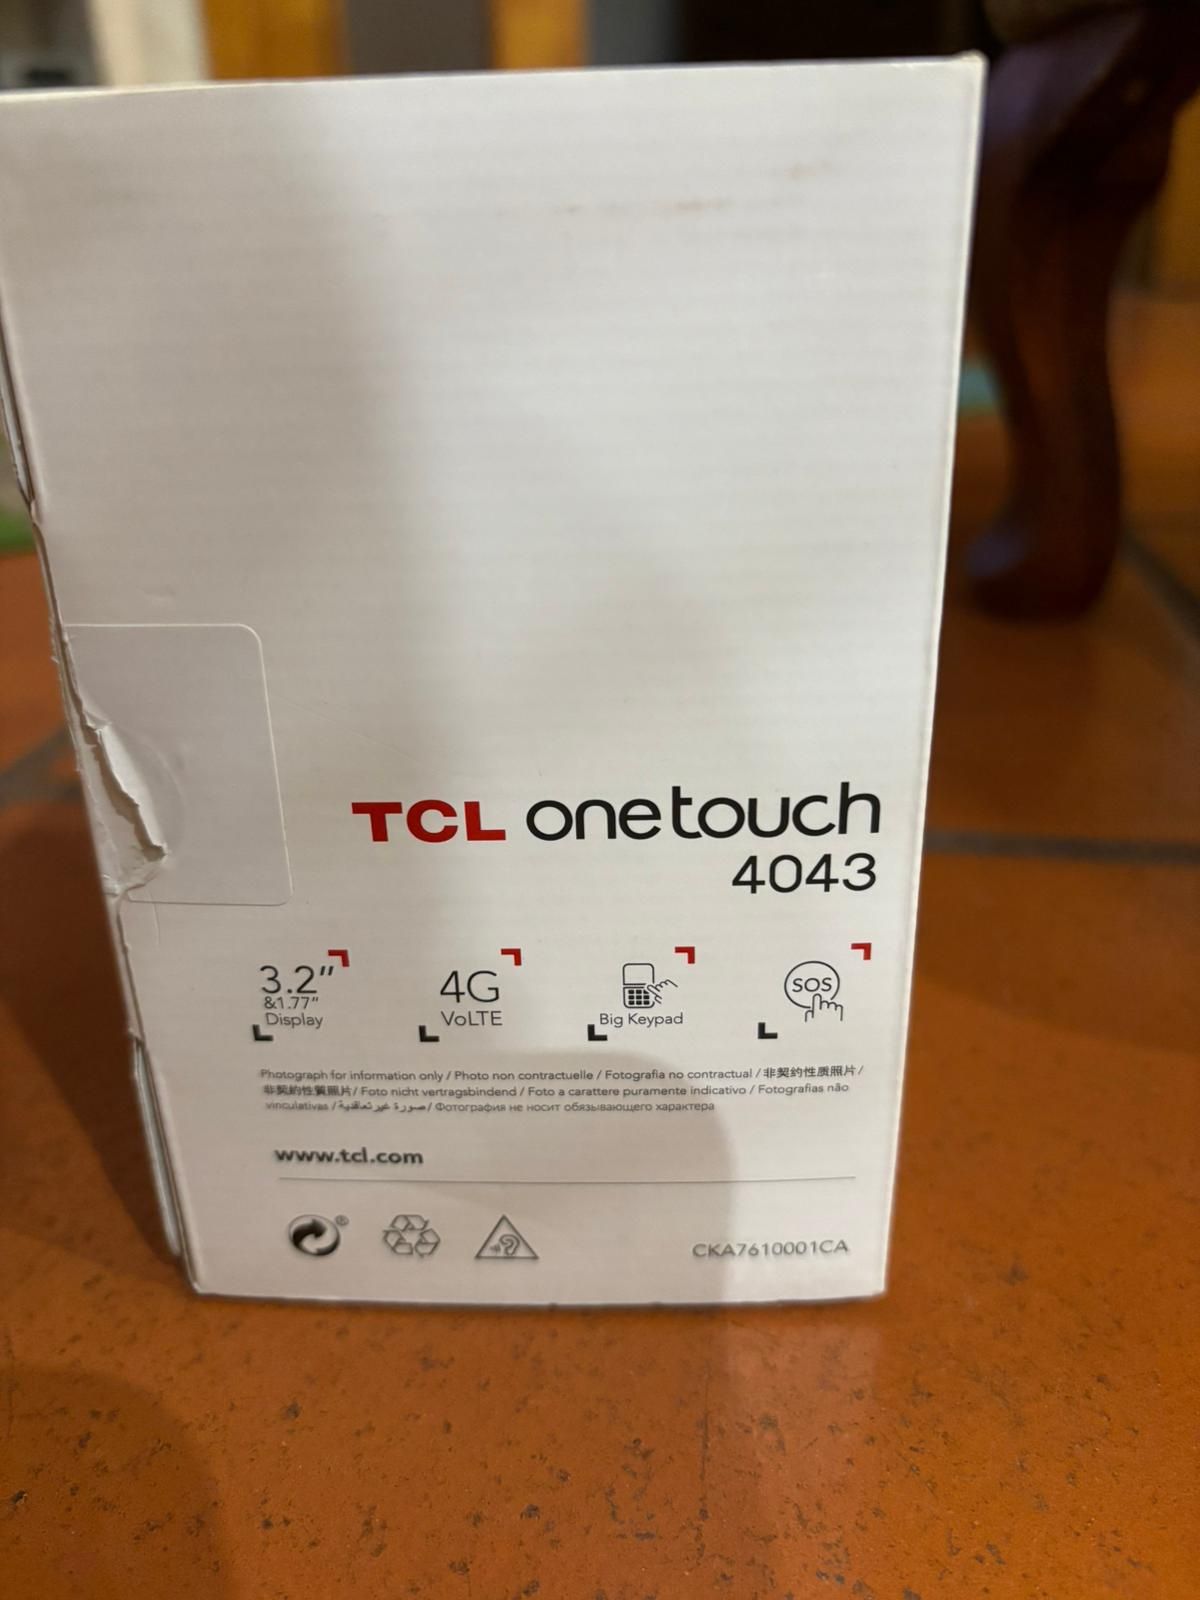 TCL onetouch
4043
3.2"
&1.77"
Display
4G
VoLTE
Big Keypad
SOS
Photograph for information only / Photo non contractuelle / Fotografia no contractual / 非契約性质照片 /
非契約性質照片 / Foto nicht vertragsbindend / Foto a carattere puramente indicativo / Fotografias não
vinculativas / صورة غير تعاقدية / Фотография не носит обязывающего характера
www.tcl.com
®
CKA7610001CA